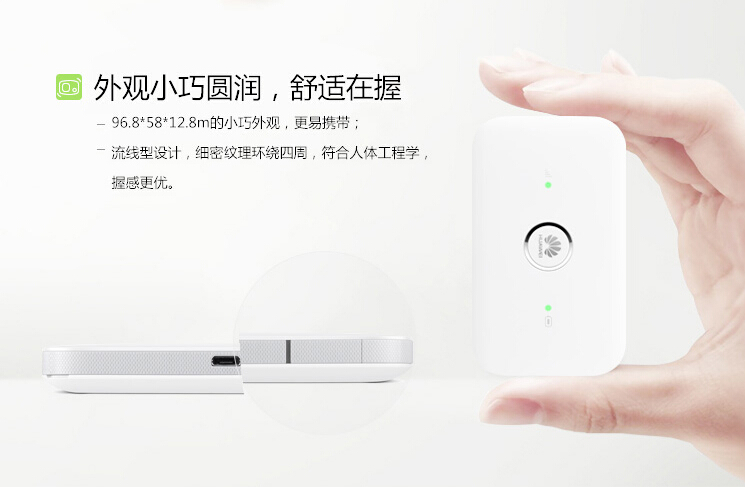 外观小巧圆润，舒适在握
– 96.8*58*12.8m的小巧外观，更易携带；
– 流线型设计，细密纹理环绕四周，符合人体工程学，
握感更优。
HUAWEI